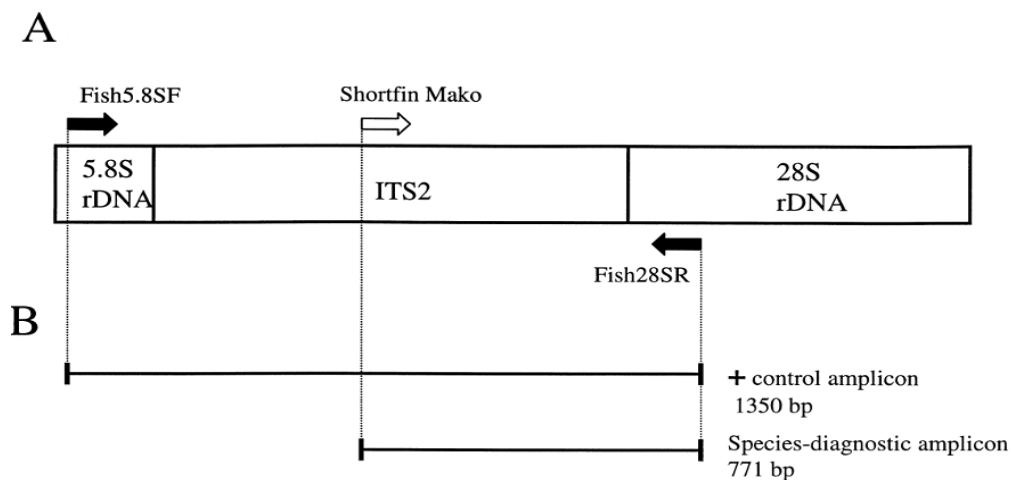 A
Fish5.8SF
Shortfin Mako
5.8S
rDNA
ITS2
28S
rDNA
Fish28SR
B
+ control amplicon
1350 bp
Species-diagnostic amplicon
771 bp